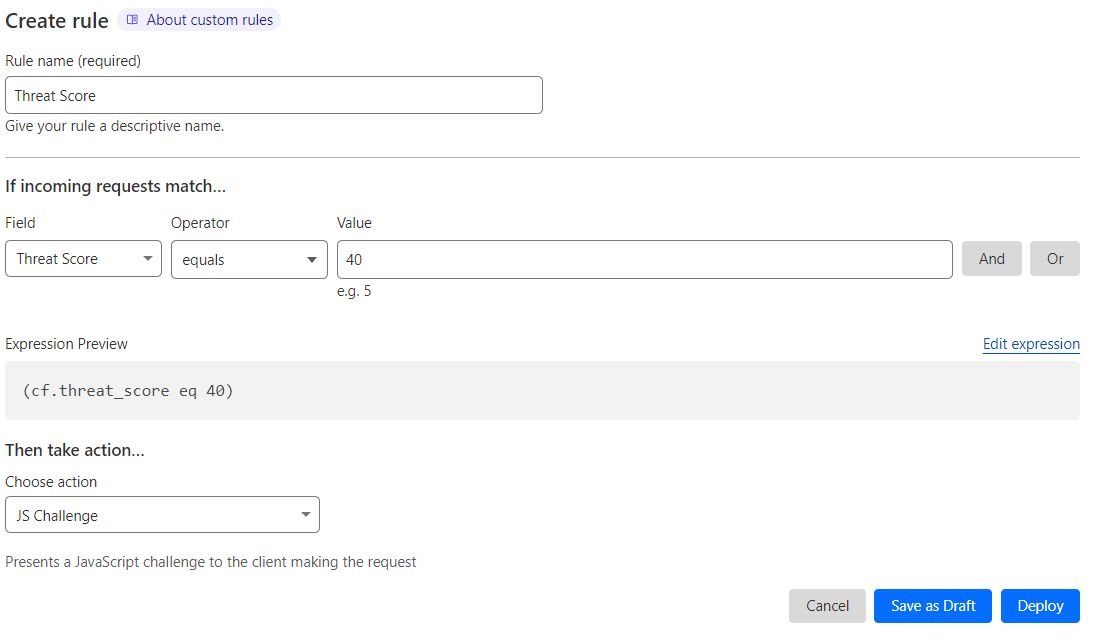 Create rule About custom rules
Rule name (required)
Threat Score
Give your rule a descriptive name.
If incoming requests match...
Field Operator Value
Threat Score equals 40 And Or
e.g. 5
Expression Preview Edit expression
(cf.threat_score eq 40)
Then take action...
Choose action
JS Challenge
Presents a JavaScript challenge to the client making the request
Cancel Save as Draft Deploy